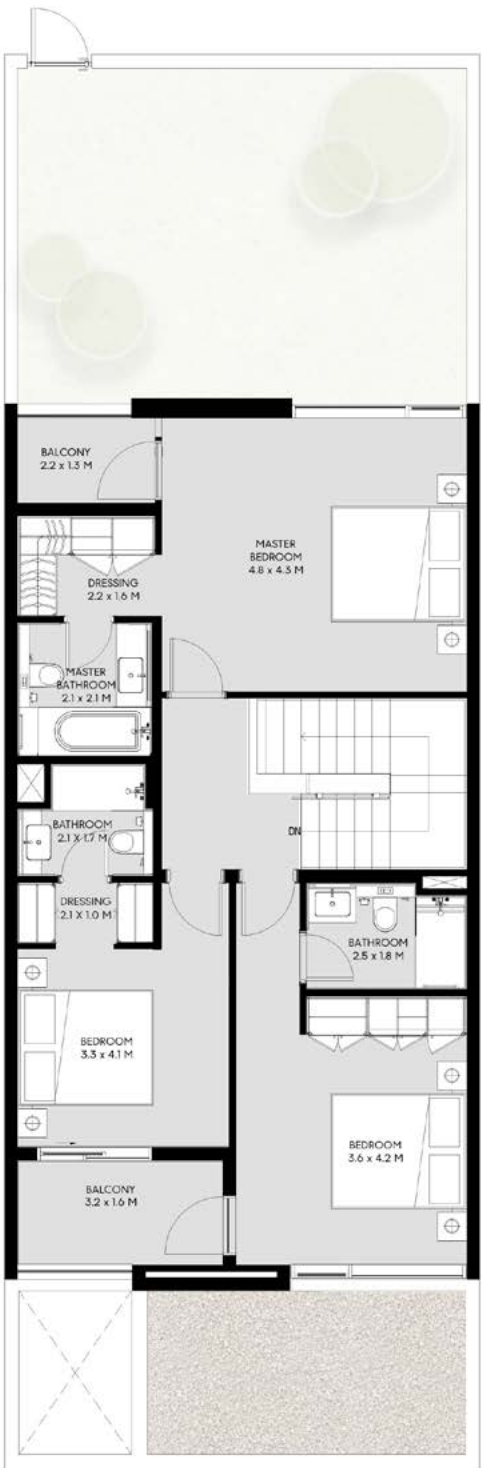 BALCONY
2.2 x 1.3 M
MASTER
BEDROOM
4.8 x 4.3 M
DRESSING
2.2 x 1.6 M
MASTER
BATHROOM
2.1 x 2.1 M
BATHROOM
2.1 X 1.7 M
DN
DRESSING
2.1 x 1.0 M
BATHROOM
2.5 x 1.8 M
BEDROOM
3.3 x 4.1 M
BEDROOM
3.6 x 4.2 M
BALCONY
3.2 x 1.6 M